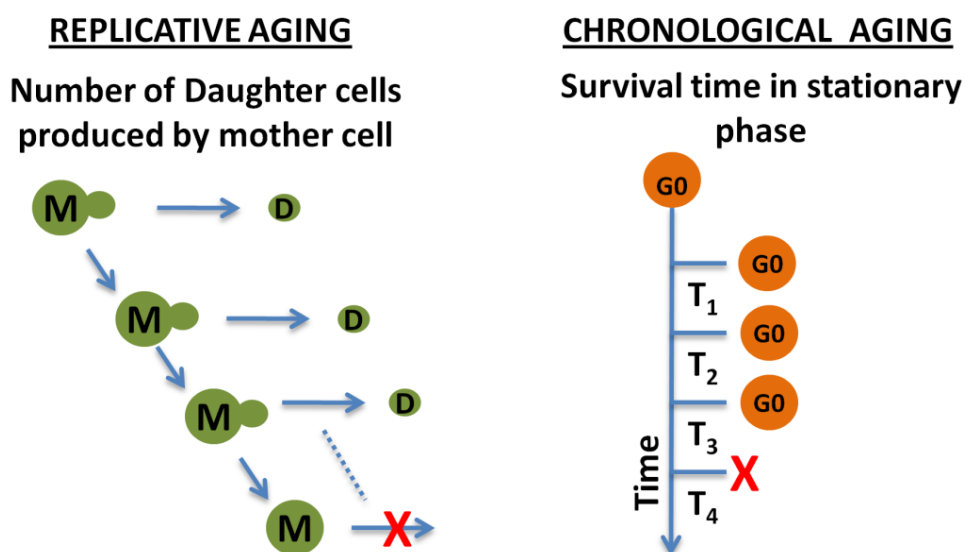 REPLICATIVE AGING
Number of Daughter cells
produced by mother cell
M
D
M
D
M
D
M
X
CHRONOLOGICAL AGING
Survival time in stationary
phase
G0
G0
T₁
G0
T₂
G0
T₃
X
T₄
Time